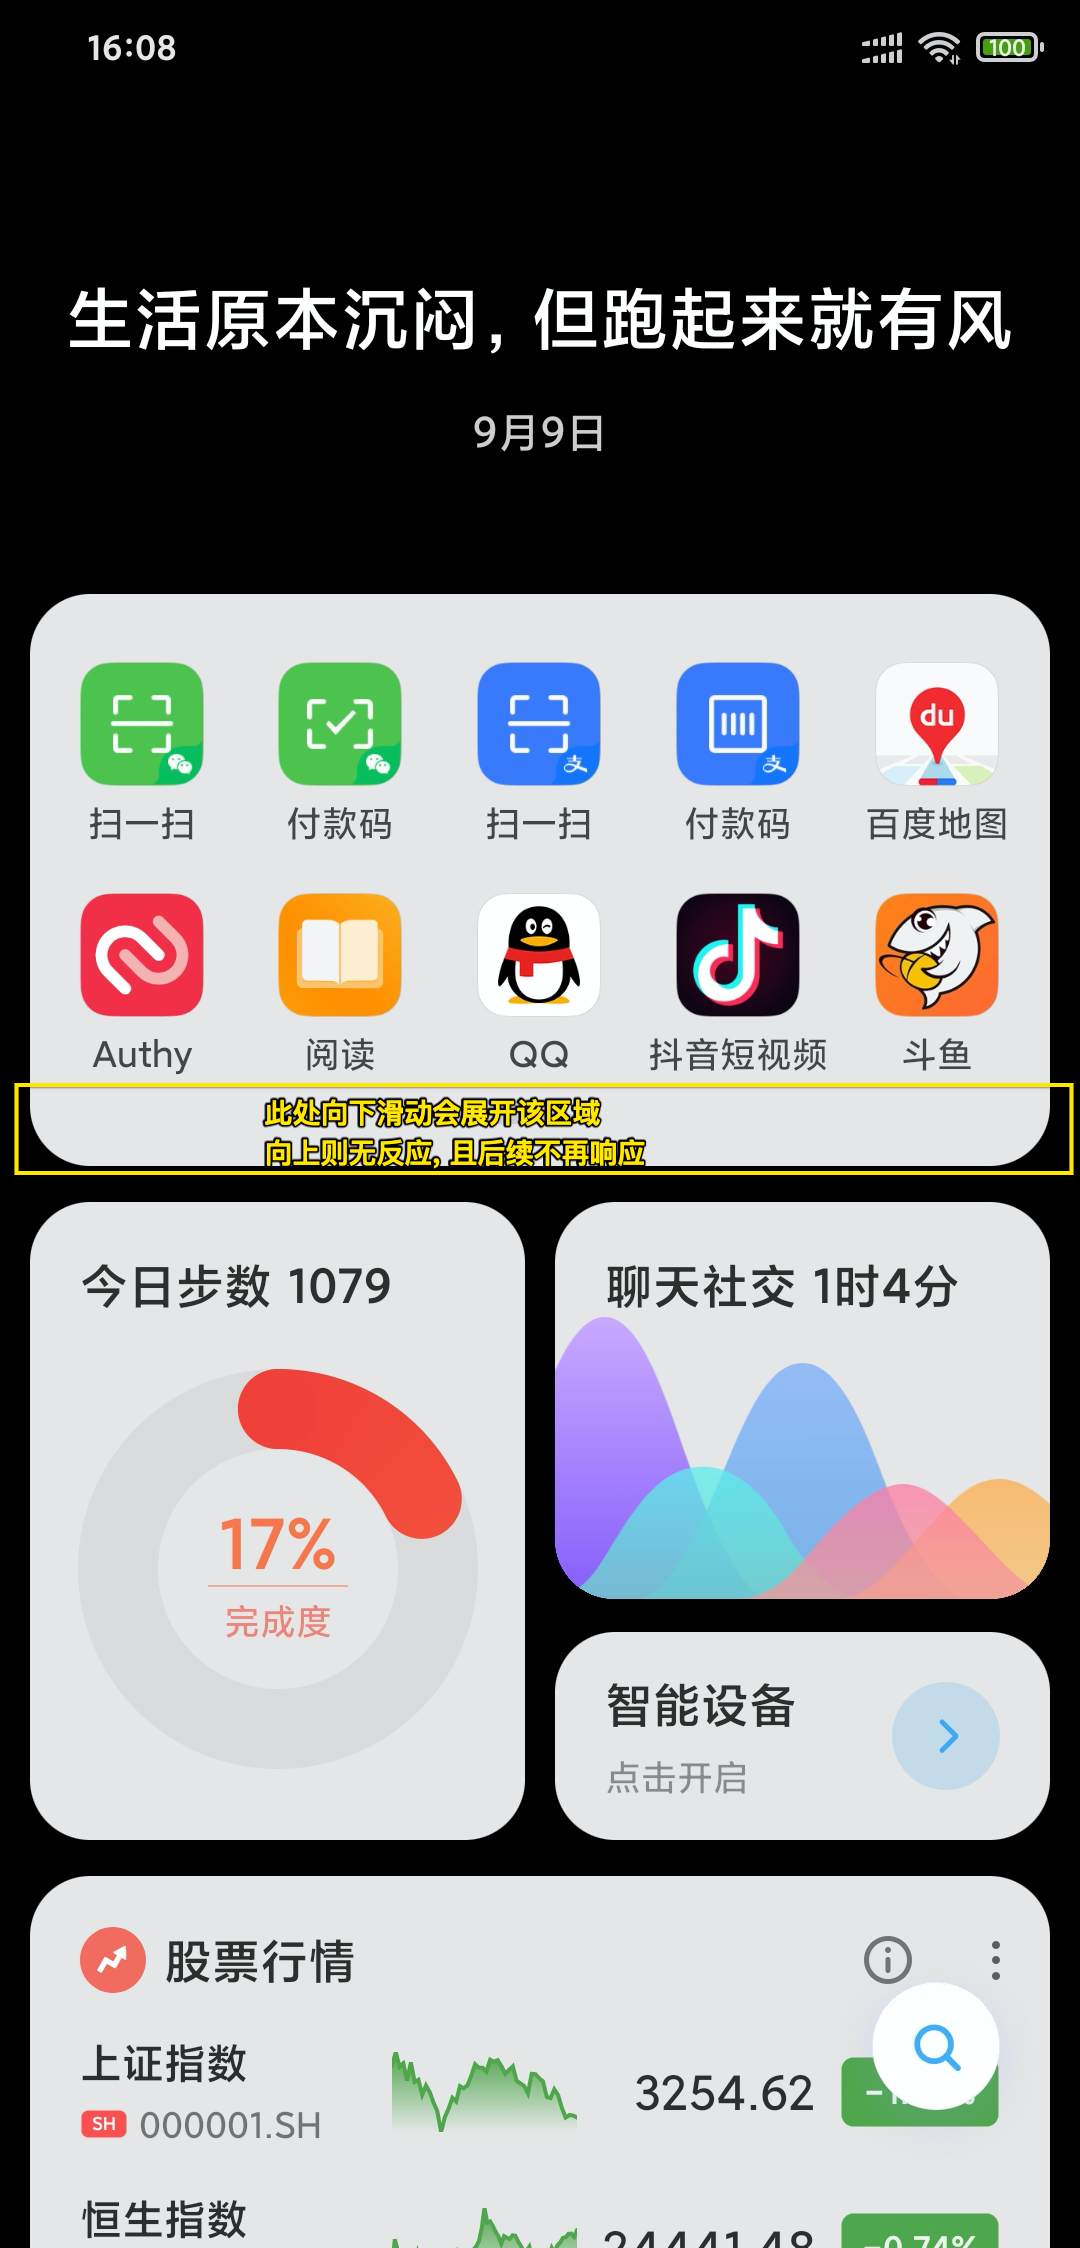 16:08
100
生活原本沉闷，但跑起来就有风
9月9日
du
支
支
扫一扫
付款码
扫一扫
付款码
百度地图
Authy
阅读
QQ
抖音短视频
斗鱼
此处向下滑动会展开该区域
向上则无反应，且后续不再响应
今日步数 1079
17%
完成度
聊天社交 1时4分
智能设备
点击开启
股票行情
上证指数
3254.62
SH 000001.SH
恒生指数
24441.48
-0.74%